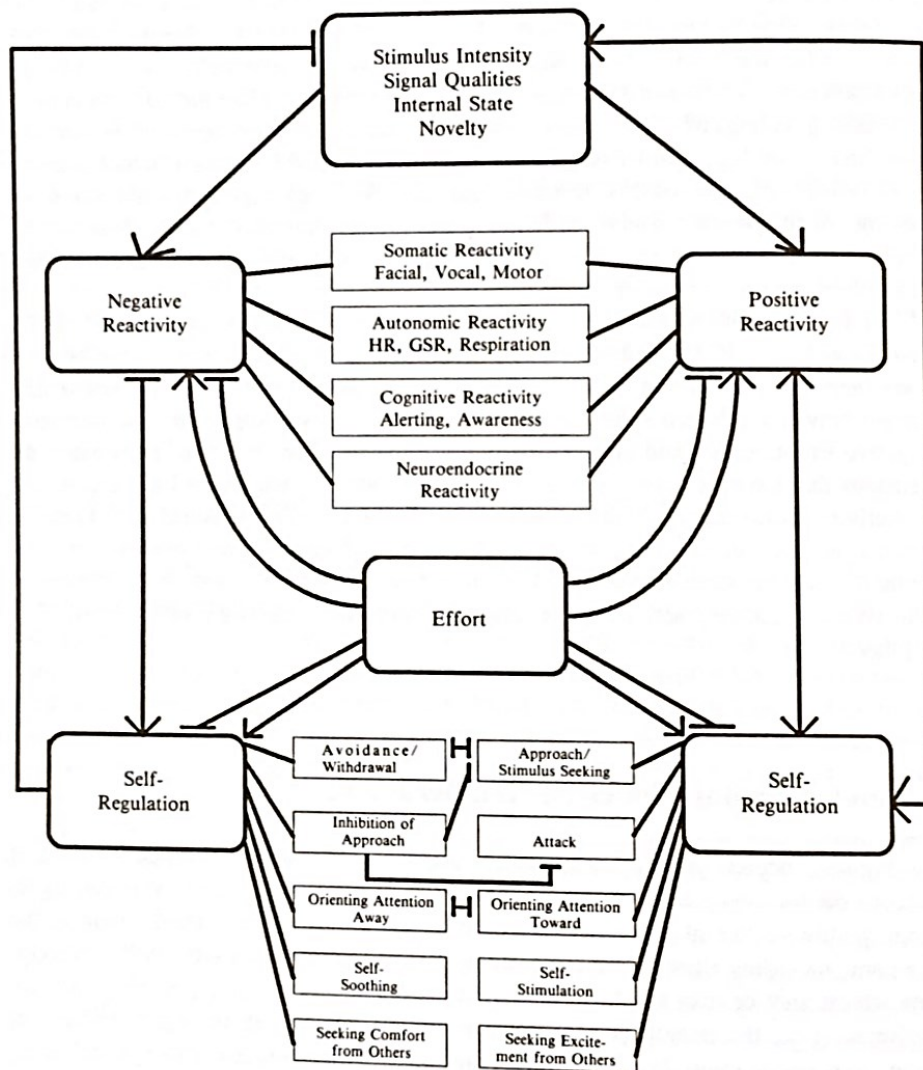 Stimulus Intensity
Signal Qualities
Internal State
Novelty
Negative
Reactivity
Somatic Reactivity
Facial, Vocal, Motor
Autonomic Reactivity
HR, GSR, Respiration
Cognitive Reactivity
Alerting, Awareness
Neuroendocrine
Reactivity
Positive
Reactivity
Effort
Self-
Regulation
Avoidance/
Withdrawal
Approach/
Stimulus Seeking
Inhibition of
Approach
Attack
Orienting Attention
Away
Orienting Attention
Toward
Self-
Soothing
Self-
Stimulation
Seeking Comfort
from Others
Seeking Excite-
ment from Others
Self-
Regulation